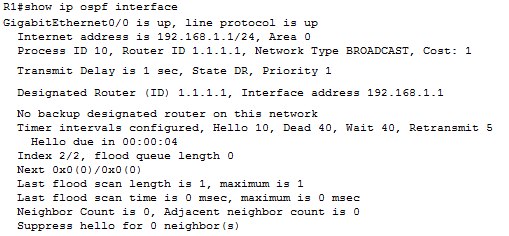 R1#show ip ospf interface
GigabitEthernet0/0 is up, line protocol is up
Internet address is 192.168.1.1/24, Area 0
Process ID 10, Router ID 1.1.1.1, Network Type BROADCAST, Cost: 1
Transmit Delay is 1 sec, State DR, Priority 1
Designated Router (ID) 1.1.1.1, Interface address 192.168.1.1
No backup designated router on this network
Timer intervals configured, Hello 10, Dead 40, Wait 40, Retransmit 5
Hello due in 00:00:04
Index 2/2, flood queue length 0
Next 0x0(0)/0x0(0)
Last flood scan length is 1, maximum is 1
Last flood scan time is 0 msec, maximum is 0 msec
Neighbor Count is 0, Adjacent neighbor count is 0
Suppress hello for 0 neighbor(s)